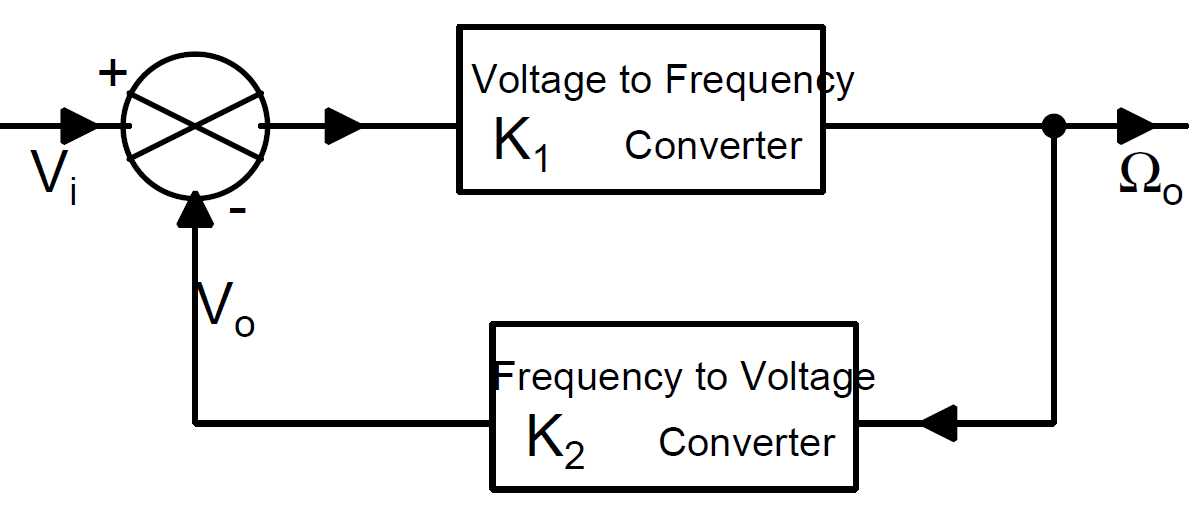 +
Voltage to Frequency
K₁ Converter
Vᵢ
Ωₒ
-
Vₒ
Frequency to Voltage
K₂ Converter